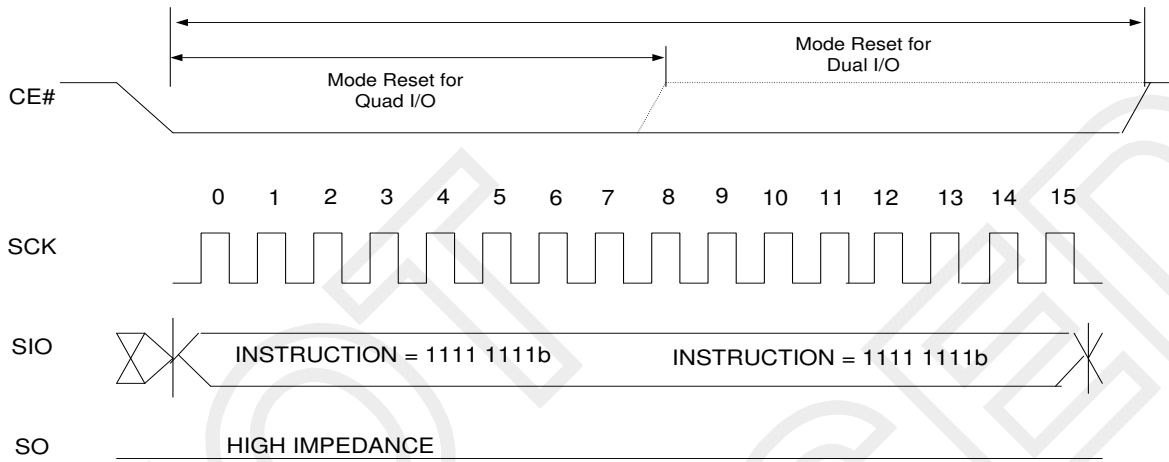 Mode Reset for
Dual I/O
Mode Reset for
Quad I/O
CE#
0 1 2 3 4 5 6 7 8 9 10 11 12 13 14 15
SCK
SIO
INSTRUCTION = 1111 1111b INSTRUCTION = 1111 1111b
SO
HIGH IMPEDANCE